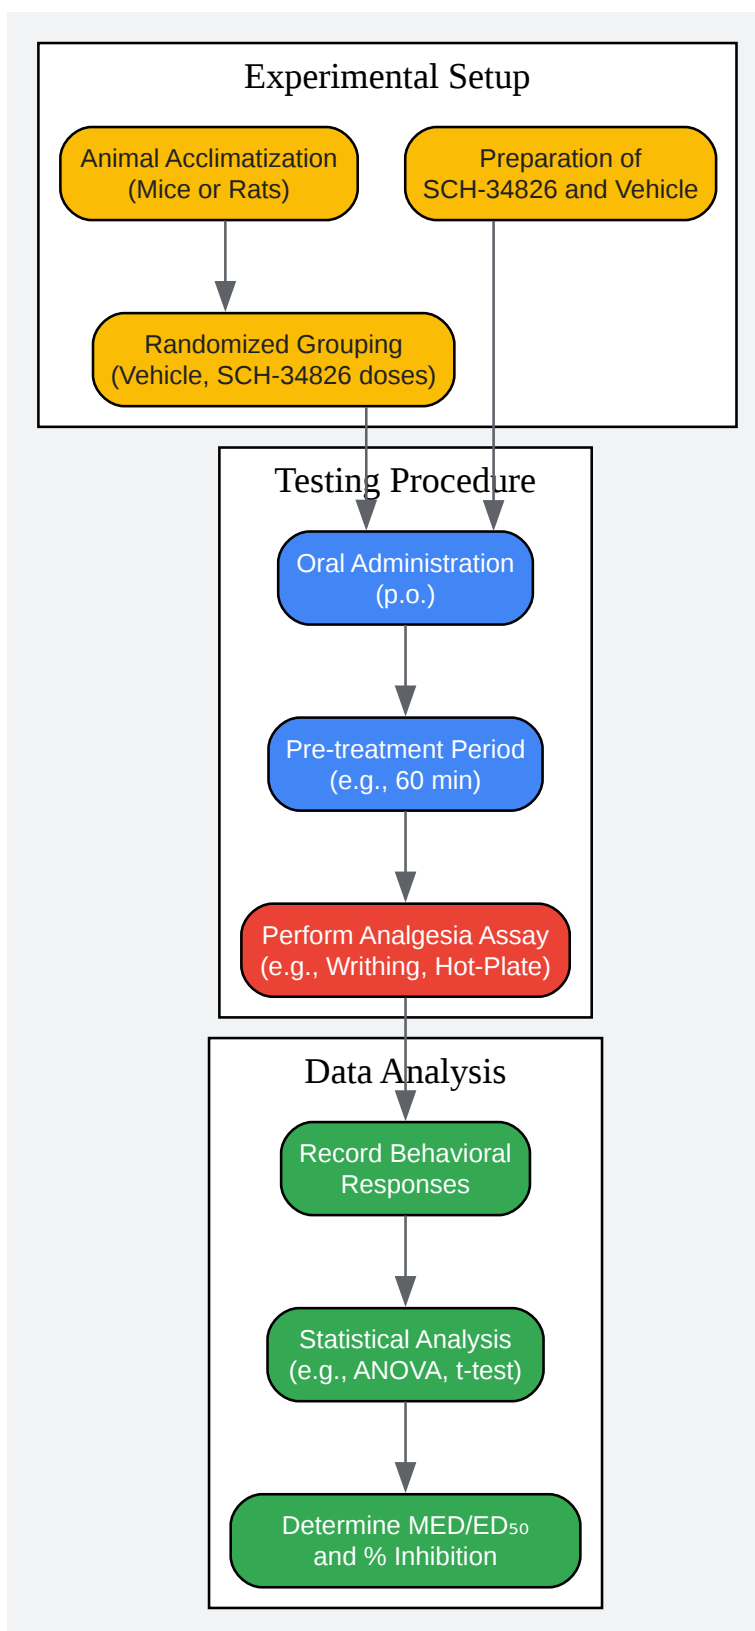 Experimental Setup
Animal Acclimatization
(Mice or Rats)
Preparation of
SCH-34826 and Vehicle
Randomized Grouping
(Vehicle, SCH-34826 doses)
Testing Procedure
Oral Administration
(p.o.)
Pre-treatment Period
(e.g., 60 min)
Perform Analgesia Assay
(e.g., Writhing, Hot-Plate)
Data Analysis
Record Behavioral
Responses
Statistical Analysis
(e.g., ANOVA, t-test)
Determine MED/ED₅₀
and % Inhibition